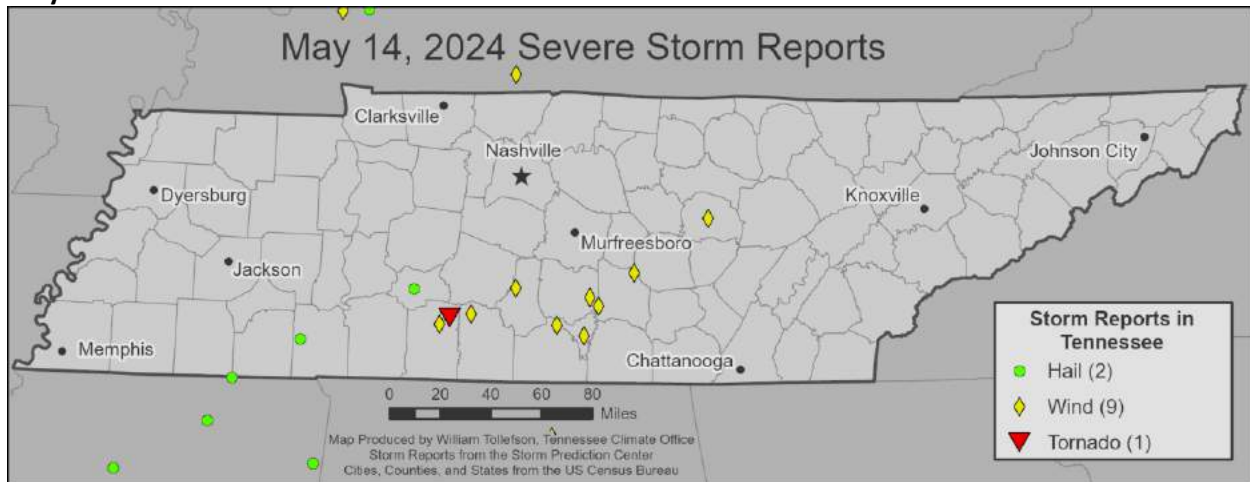 May 14, 2024 Severe Storm Reports
Clarksville
Nashville
Johnson City
Dyersburg
Knoxville
Murfreesboro
Jackson
Memphis
Chattanooga
Storm Reports in
Tennessee
Hail (2)
Wind (9)
Tornado (1)
0 20 40 60 80
Miles
Map Produced by William Tollefson, Tennessee Climate Office
Storm Reports from the Storm Prediction Center
Cities, Counties, and States from the US Census Bureau